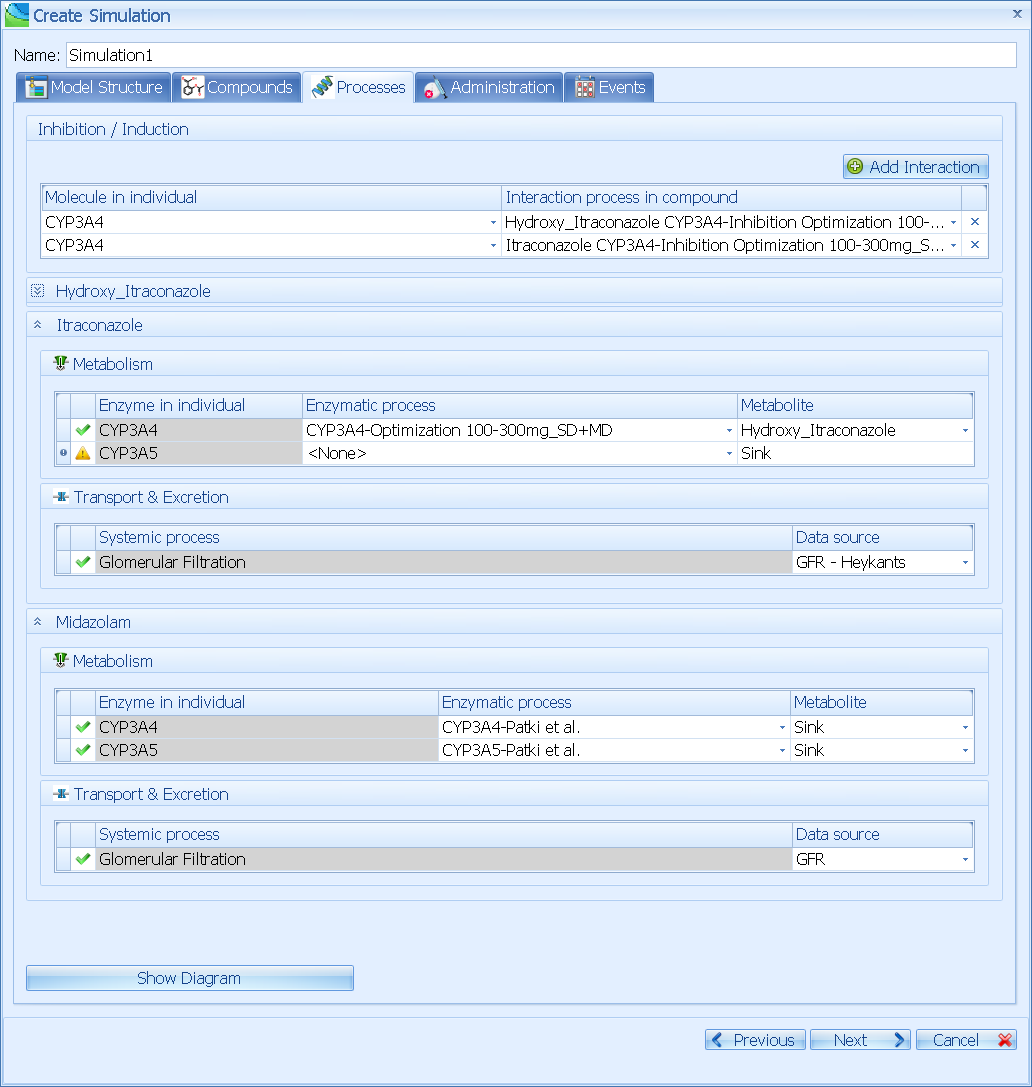 Create Simulation
Name: Simulation1
Model Structure Compounds Processes Administration Events
Inhibition / Induction
Add Interaction
Molecule in individual Interaction process in compound
CYP3A4 Hydroxy_Itraconazole CYP3A4-Inhibition Optimization 100-...
CYP3A4 Itraconazole CYP3A4-Inhibition Optimization 100-300mg_S...
Hydroxy_Itraconazole
Itraconazole
Metabolism
Enzyme in individual Enzymatic process Metabolite
CYP3A4 CYP3A4-Optimization 100-300mg_SD+MD Hydroxy_Itraconazole
CYP3A5 <None> Sink
Transport & Excretion
Systemic process Data source
Glomerular Filtration GFR - Heykants
Midazolam
Metabolism
Enzyme in individual Enzymatic process Metabolite
CYP3A4 CYP3A4-Patki et al. Sink
CYP3A5 CYP3A5-Patki et al. Sink
Transport & Excretion
Systemic process Data source
Glomerular Filtration GFR
Show Diagram
Previous Next Cancel